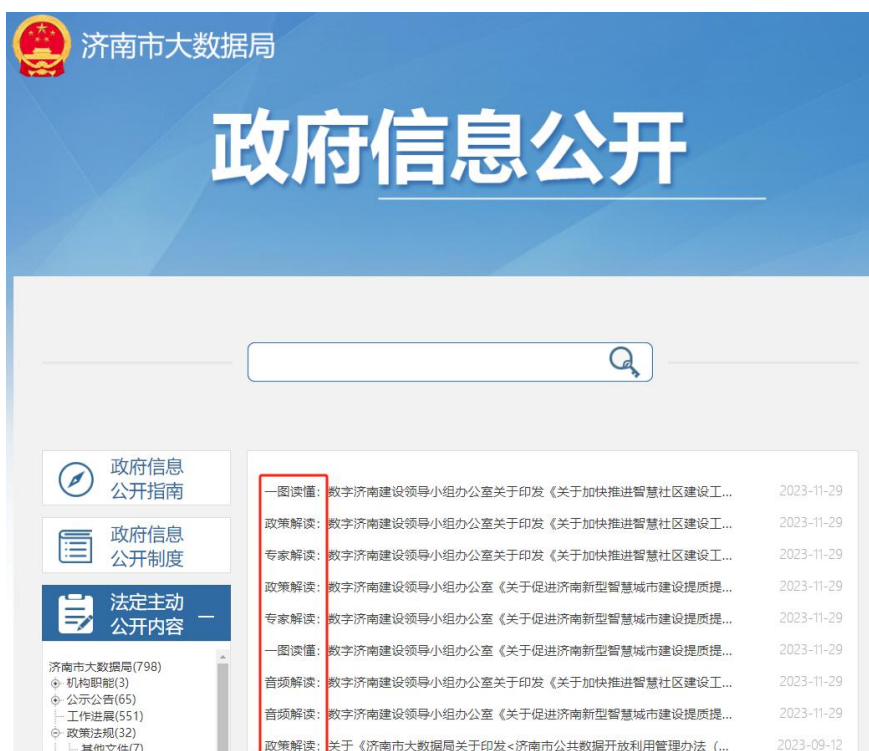 济南市大数据局
政府信息公开
政府信息
公开指南
政府信息
公开制度
法定主动
公开内容
济南市大数据局(798)
机构职能(3)
公示公告(65)
工作进展(551)
政策法规(32)
其他文件(7)
一图读懂：数字济南建设领导小组办公室关于印发《关于加快推进智慧社区建设工... 2023-11-29
政策解读：数字济南建设领导小组办公室关于印发《关于加快推进智慧社区建设工... 2023-11-29
专家解读：数字济南建设领导小组办公室关于印发《关于加快推进智慧社区建设工... 2023-11-29
政策解读：数字济南建设领导小组办公室《关于促进济南新型智慧城市建设提质提... 2023-11-29
专家解读：数字济南建设领导小组办公室《关于促进济南新型智慧城市建设提质提... 2023-11-29
一图读懂：数字济南建设领导小组办公室《关于促进济南新型智慧城市建设提质提... 2023-11-29
音频解读：数字济南建设领导小组办公室关于印发《关于加快推进智慧社区建设工... 2023-11-29
音频解读：数字济南建设领导小组办公室《关于促进济南新型智慧城市建设提质提... 2023-11-29
政策解读：关于《济南市大数据局关于印发<济南市公共数据开放利用管理办法（... 2023-09-12